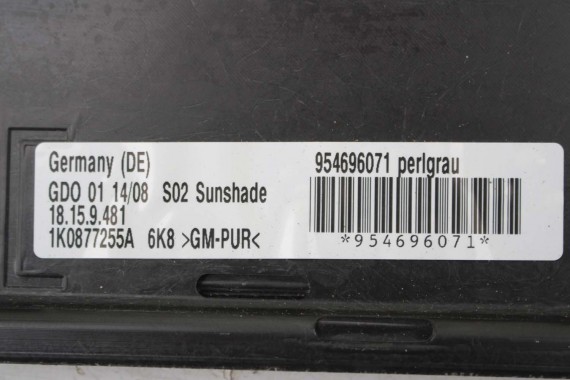 Germany (DE)
GDO 01 14/08 S02 Sunshade
18.15.9.481
1K0877255A 6K8 >GM-PUR<
954696071 perlgrau
*954696071*